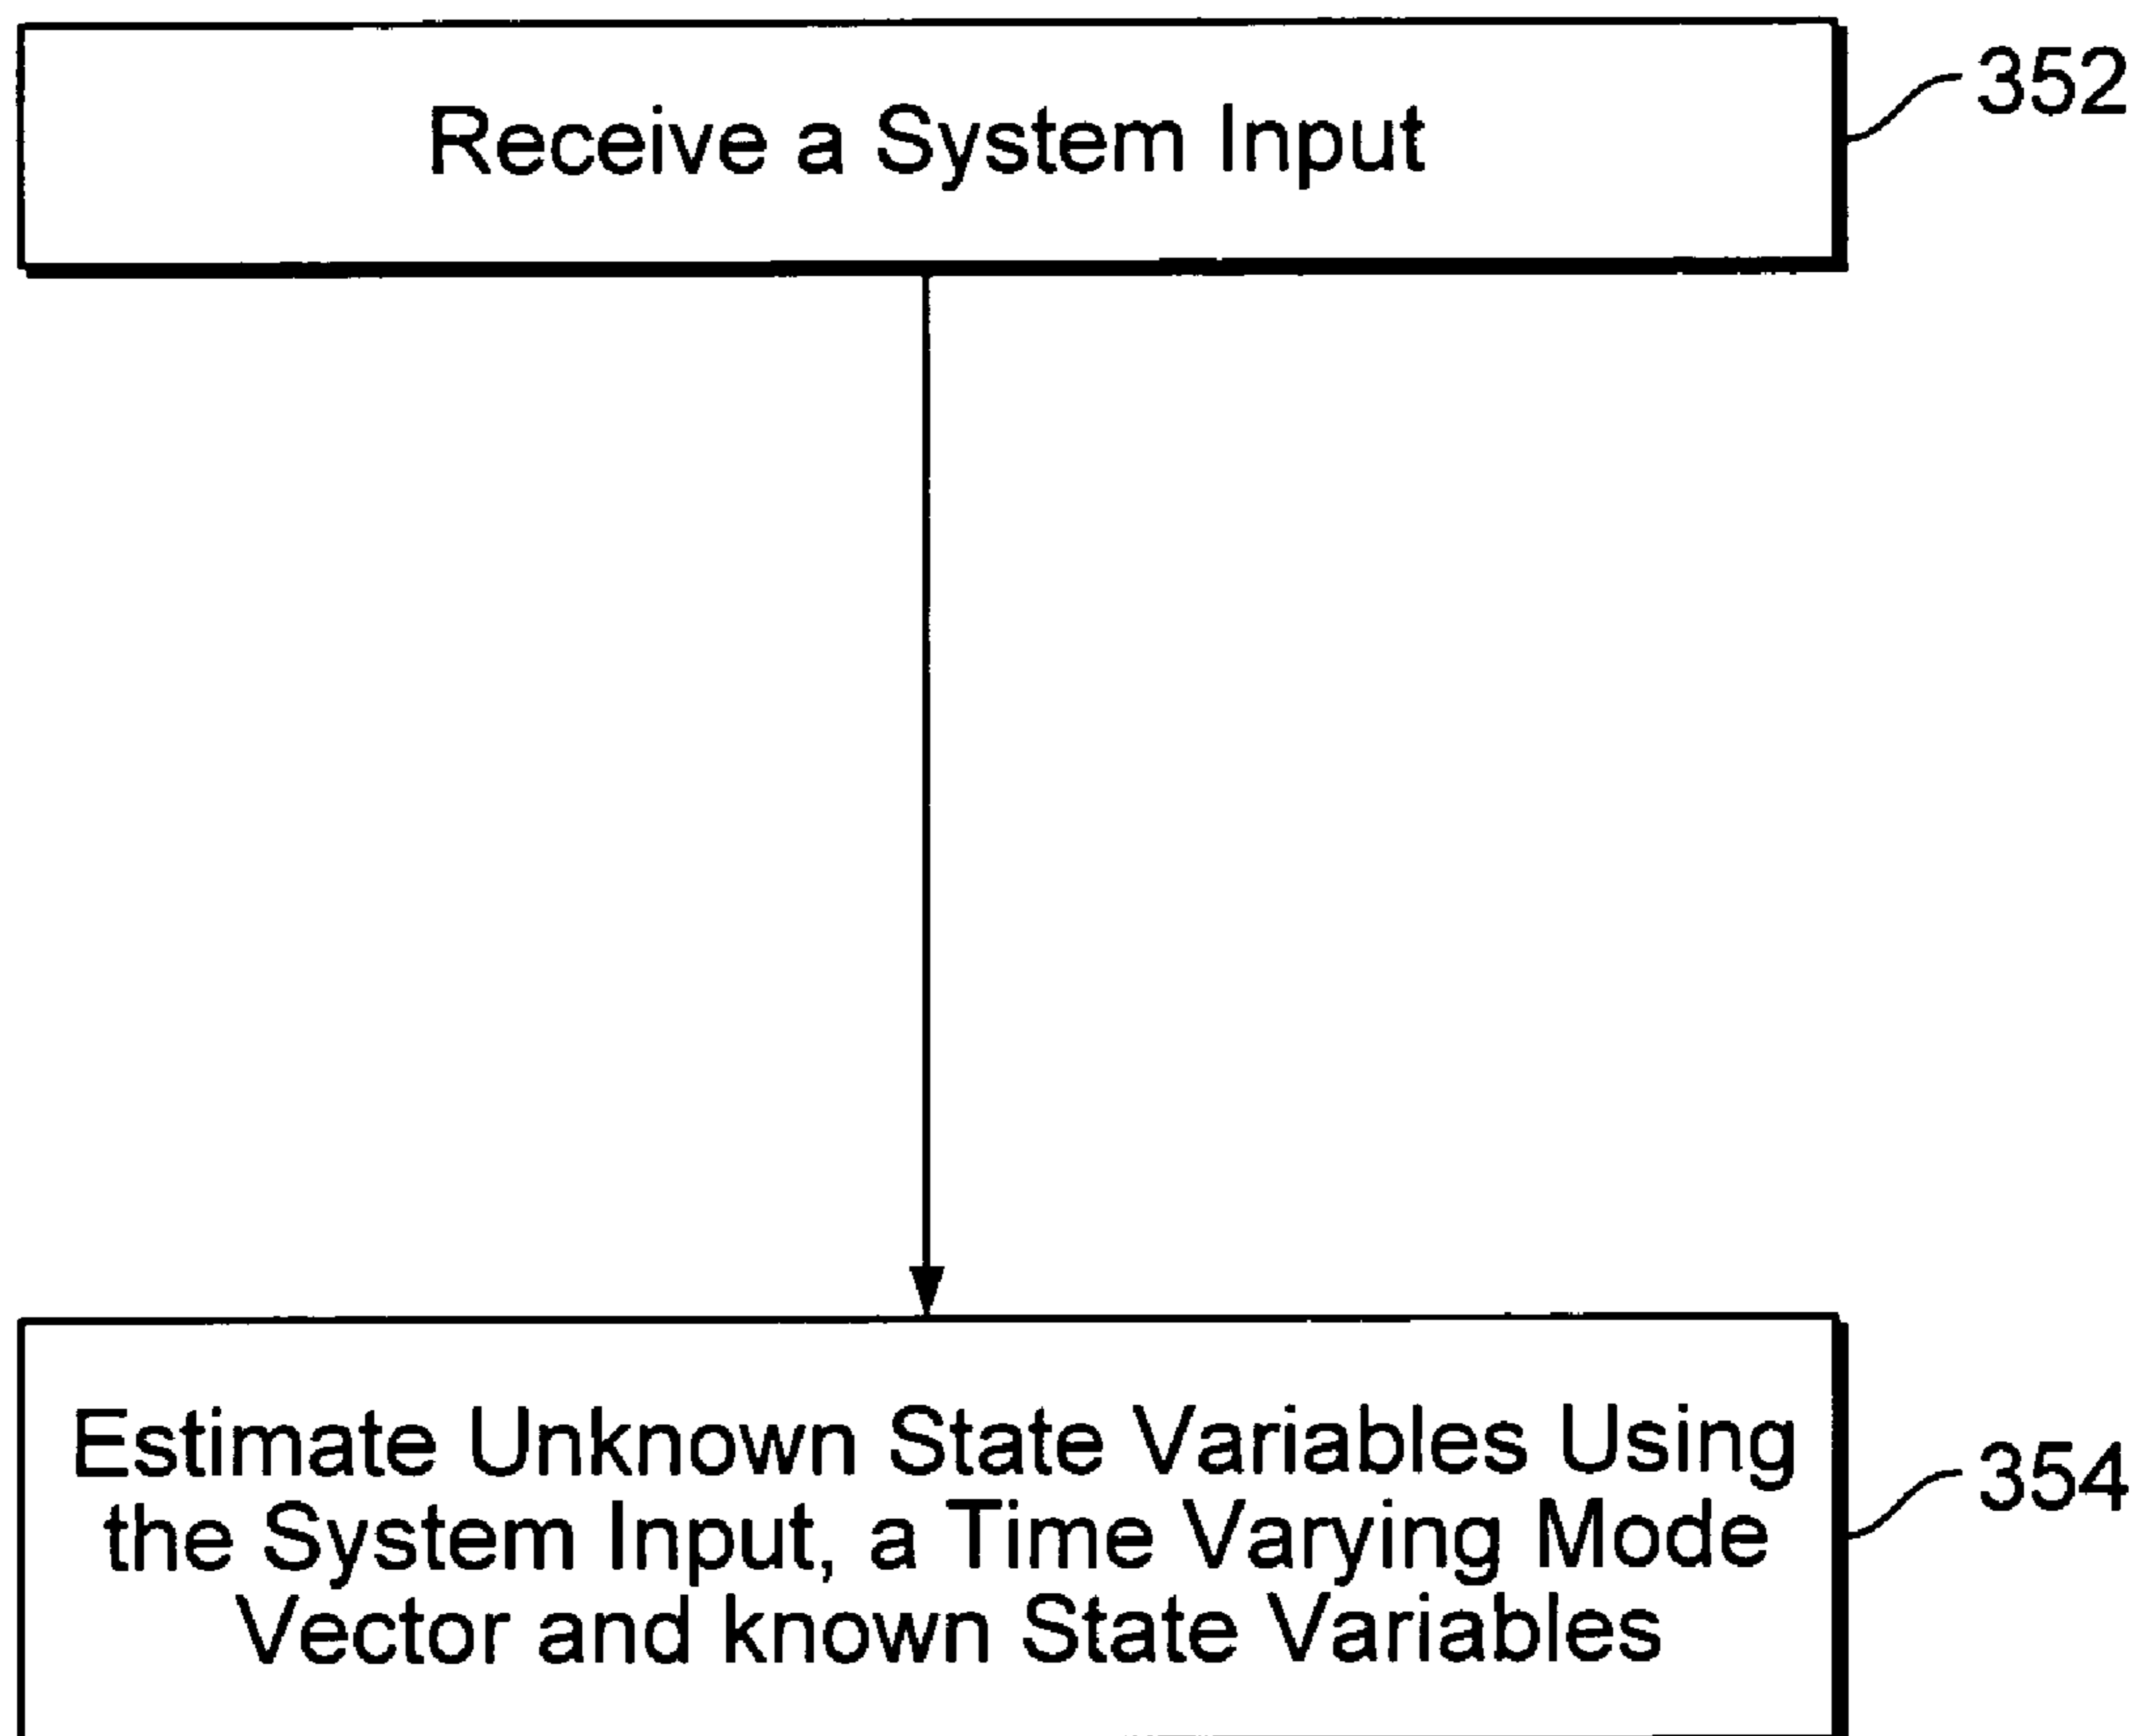 Receive a System Input
352
Estimate Unknown State Variables Using
the System Input, a Time Varying Mode
Vector and known State Variables
354